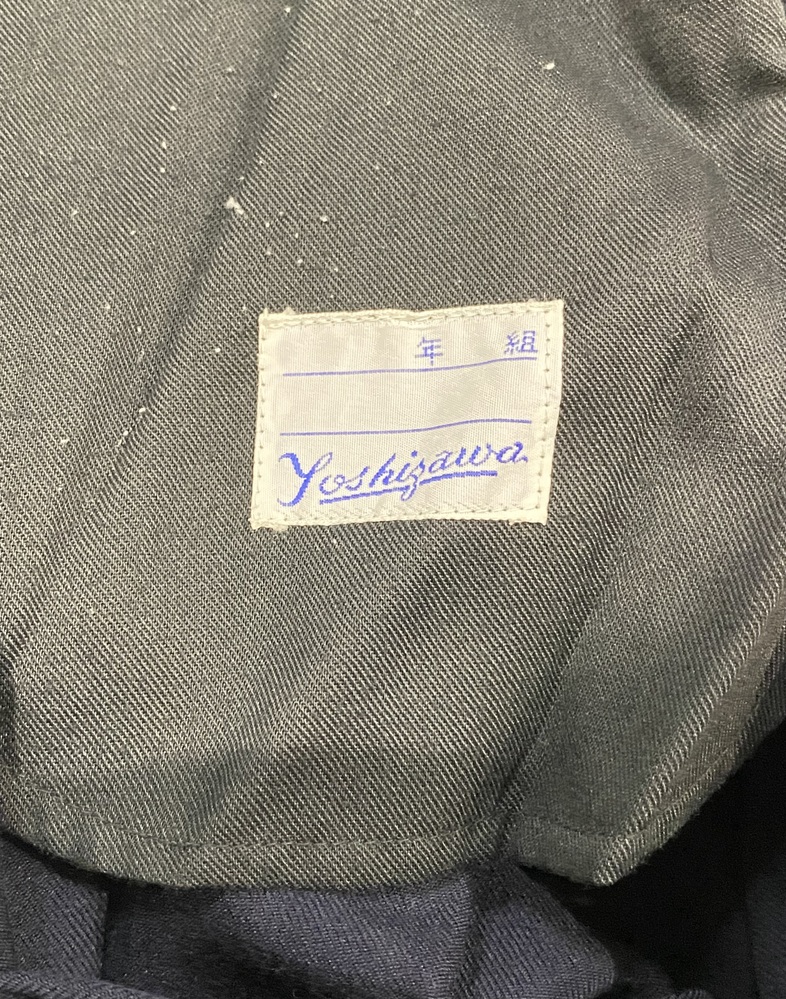 年 組
Yoshizawa